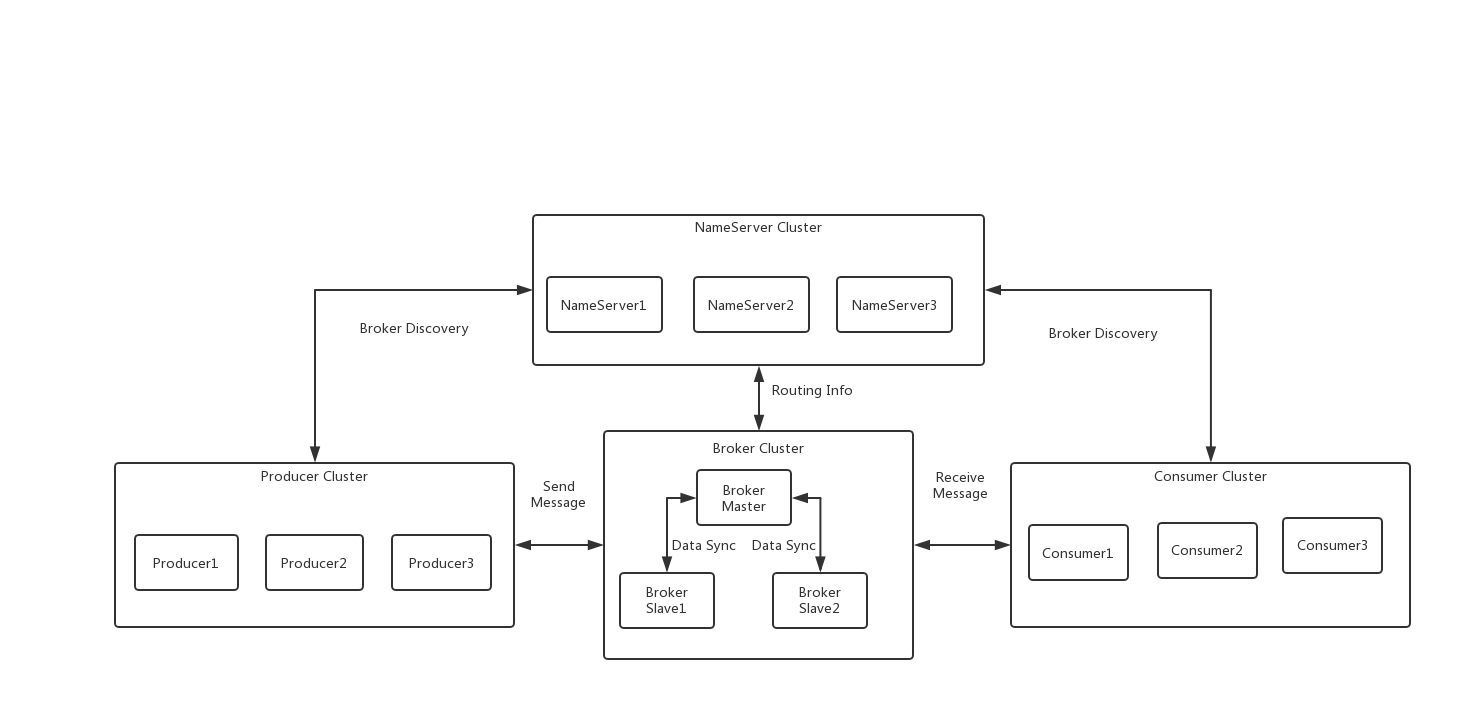 NameServer Cluster
NameServer1
NameServer2
NameServer3
Broker Discovery
Broker Discovery
Routing Info
Producer Cluster
Producer1
Producer2
Producer3
Send
Message
Broker Cluster
Broker
Master
Data Sync
Data Sync
Broker
Slave1
Broker
Slave2
Receive
Message
Consumer Cluster
Consumer1
Consumer2
Consumer3